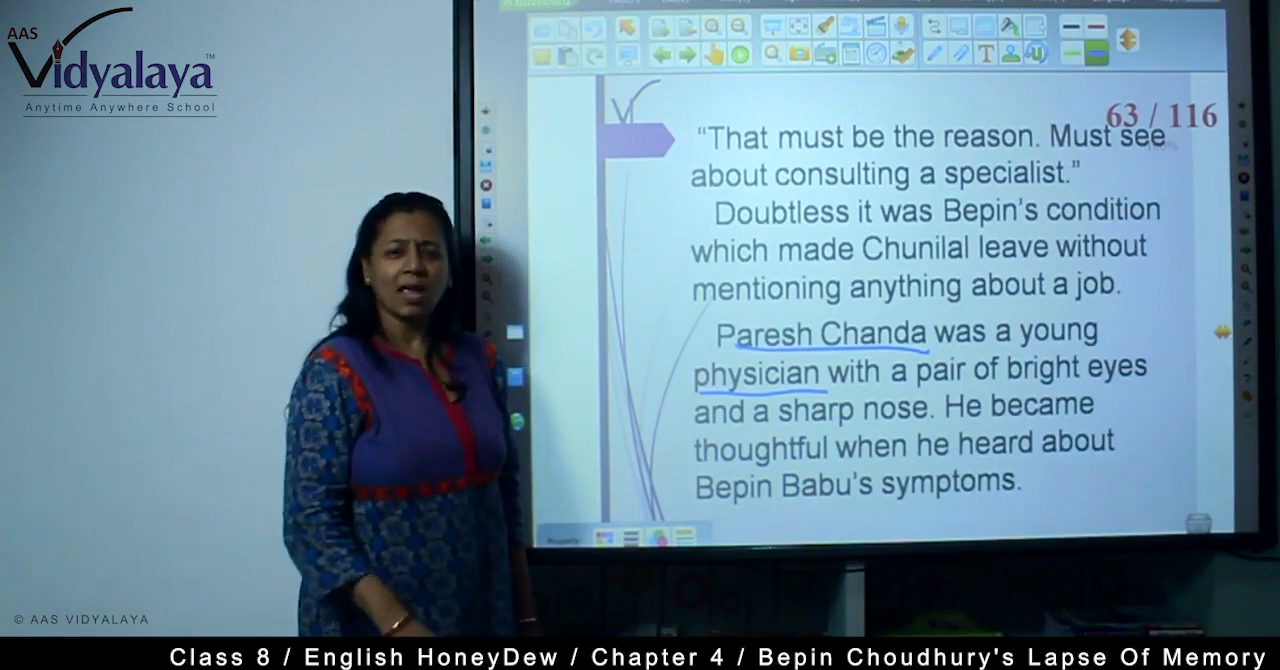 AAS
Vidyalaya™
Anytime Anywhere School
63 / 116
“That must be the reason. Must see
about consulting a specialist.”
Doubtless it was Bepin’s condition
which made Chunilal leave without
mentioning anything about a job.
Paresh Chanda was a young
physician with a pair of bright eyes
and a sharp nose. He became
thoughtful when he heard about
Bepin Babu’s symptoms.
© AAS VIDYALAYA
Class 8 / English HoneyDew / Chapter 4 / Bepin Choudhury's Lapse Of Memory